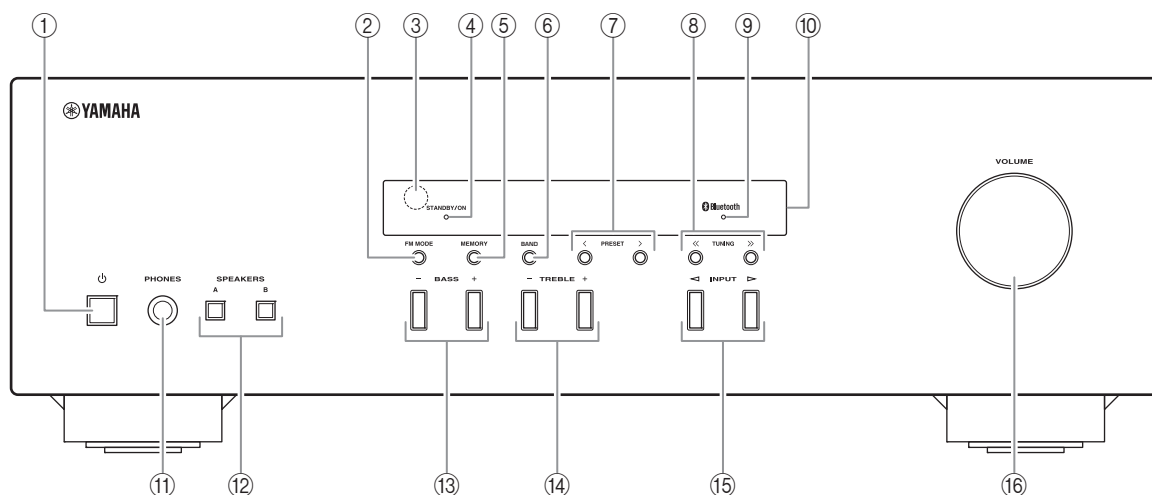 ① ② ③ ④ ⑤ ⑥ ⑦ ⑧ ⑨ ⑩
YAMAHA
VOLUME
STANDBY/ON
Bluetooth
FM MODE MEMORY BAND < PRESET > << TUNING >>
PHONES SPEAKERS
A B
− BASS + − TREBLE + ◁ INPUT ▷
⑪ ⑫ ⑬ ⑭ ⑮ ⑯